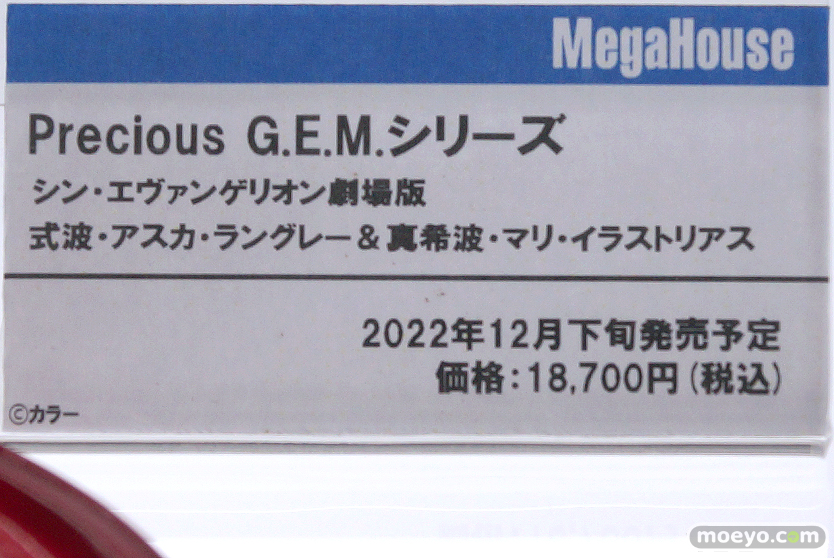 MegaHouse
Precious G.E.M.シリーズ
シン・エヴァンゲリオン劇場版
式波・アスカ・ラングレー＆真希波・マリ・イラストリアス
2022年12月下旬発売予定
価格：18,700円(税込)
©カラー
moeyo.com